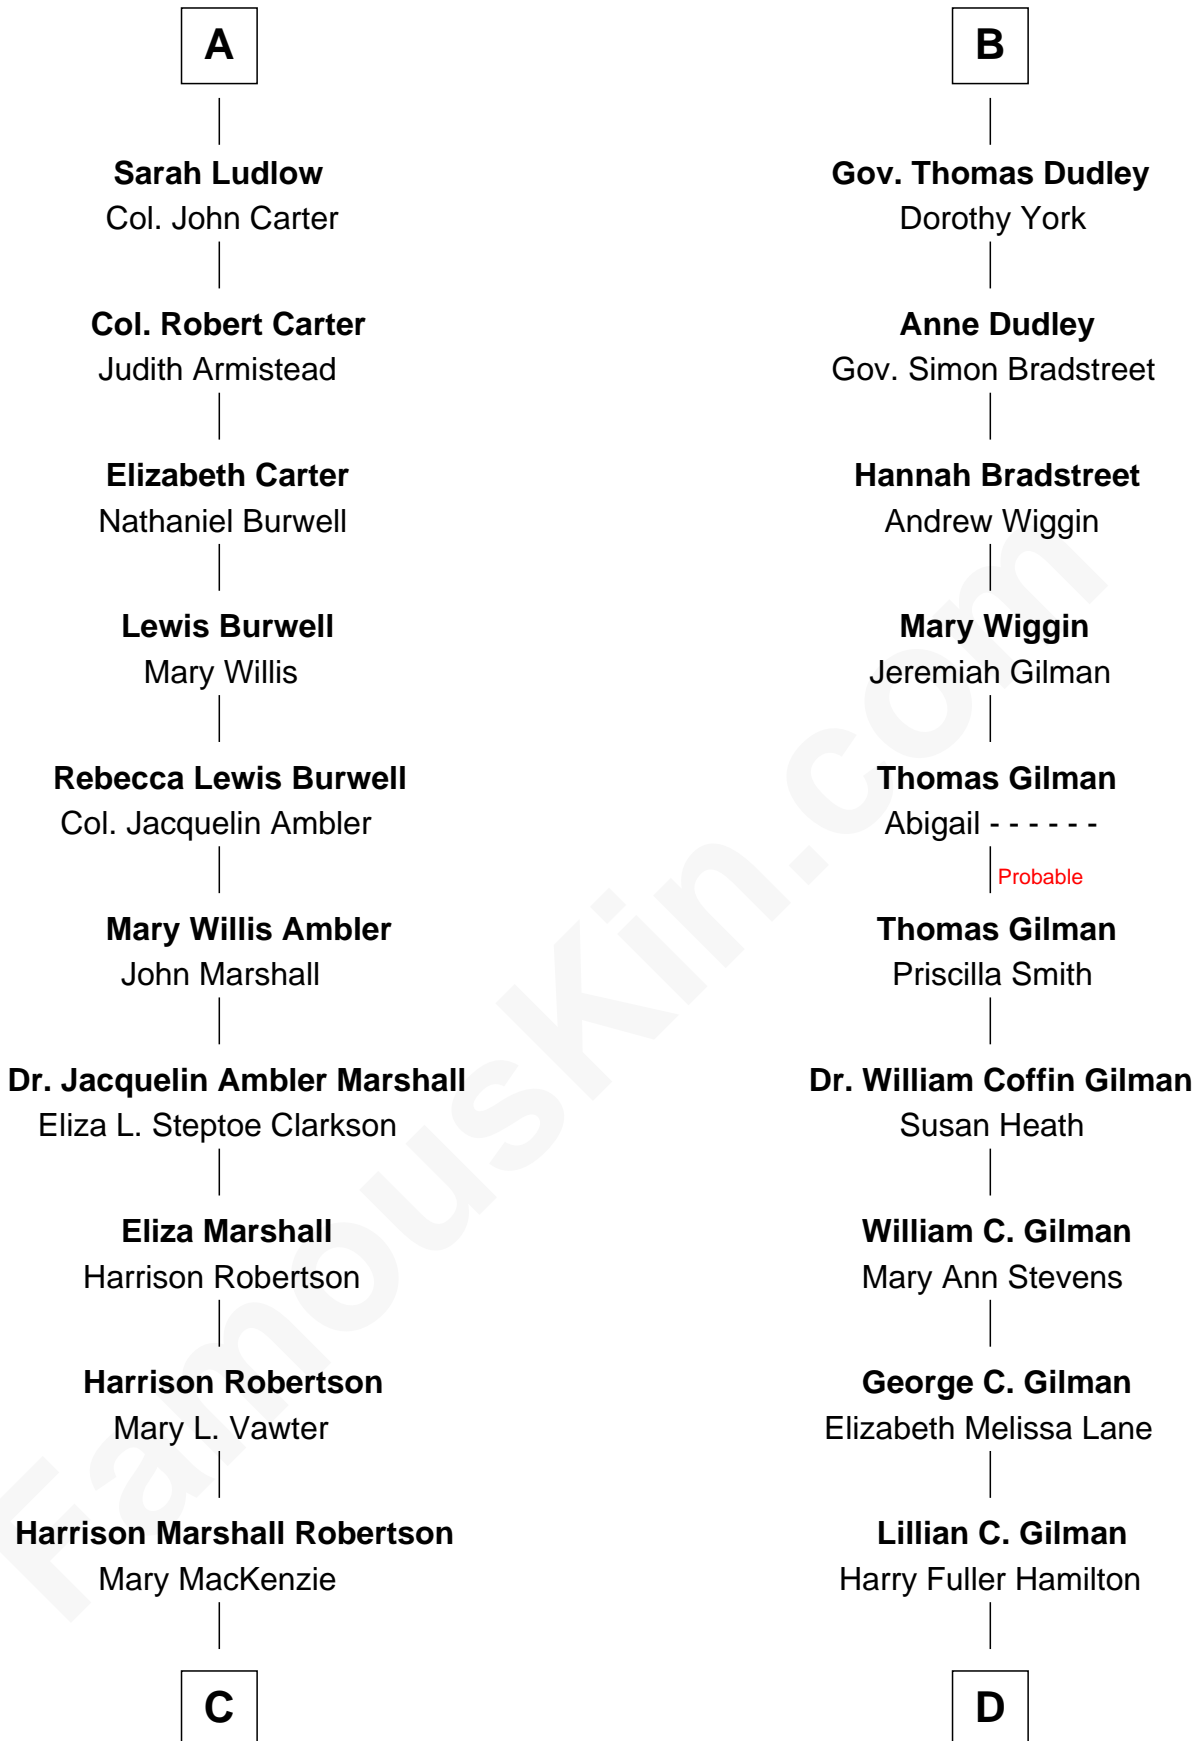 A
Sarah Ludlow
Col. John Carter
Col. Robert Carter
Judith Armistead
Elizabeth Carter
Nathaniel Burwell
Lewis Burwell
Mary Willis
Rebecca Lewis Burwell
Col. Jacquelin Ambler
Mary Willis Ambler
John Marshall
Dr. Jacquelin Ambler Marshall
Eliza L. Steptoe Clarkson
Eliza Marshall
Harrison Robertson
Harrison Robertson
Mary L. Vawter
Harrison Marshall Robertson
Mary MacKenzie
C
B
Gov. Thomas Dudley
Dorothy York
Anne Dudley
Gov. Simon Bradstreet
Hannah Bradstreet
Andrew Wiggin
Mary Wiggin
Jeremiah Gilman
Thomas Gilman
Abigail - - - - - -
Probable
Thomas Gilman
Priscilla Smith
Dr. William Coffin Gilman
Susan Heath
William C. Gilman
Mary Ann Stevens
George C. Gilman
Elizabeth Melissa Lane
Lillian C. Gilman
Harry Fuller Hamilton
D
FamousKin.com